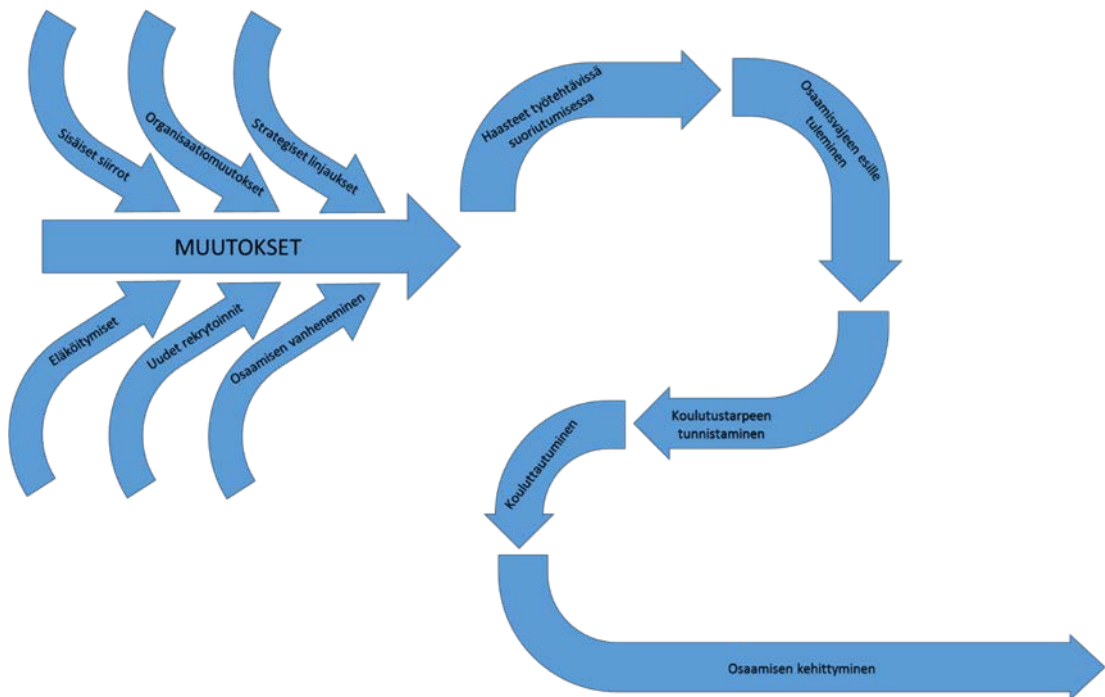 Sisäiset siirrot
Organisaatiomuutokset
Strategiset linjaukset
MUUTOKSET
Eläköitymiset
Uudet rekrytoinnit
Osaamisen vanheneminen
Haasteet työtehtävissä
suoriutumisessa
Osaamisvajeen esille
tuleminen
Koulutustarpeen
tunnistaminen
Kouluttautuminen
Osaamisen kehittyminen